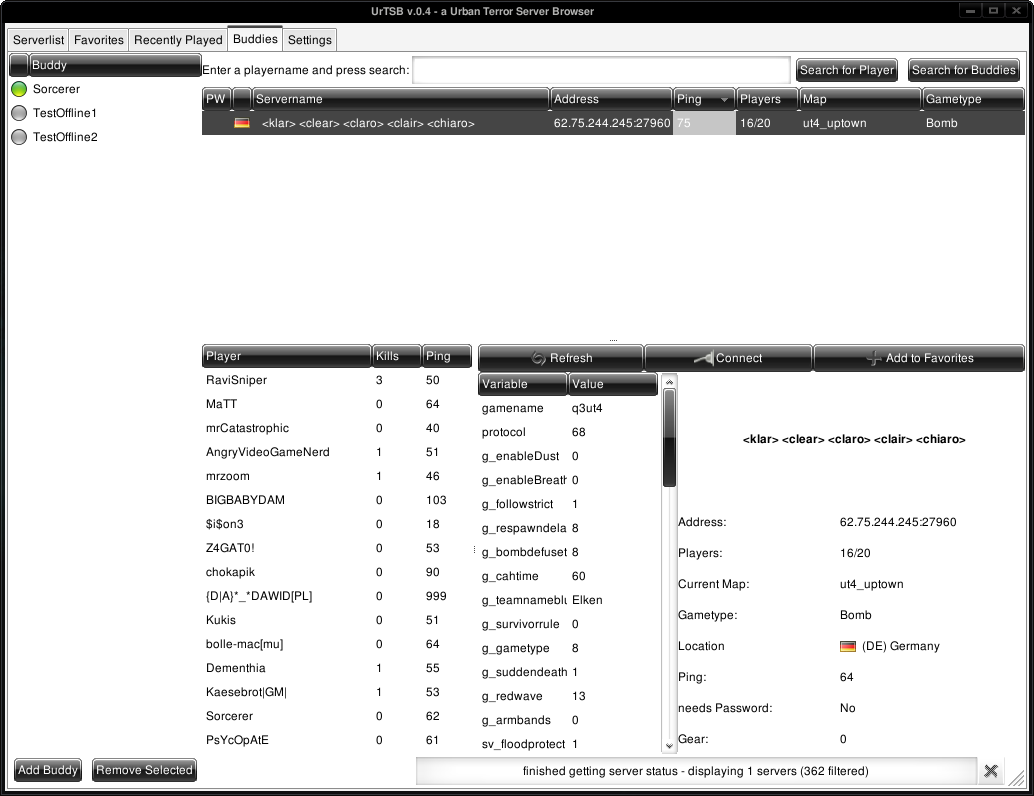 UrTSB v.0.4 - a Urban Terror Server Browser
Serverlist Favorites Recently Played Buddies Settings
Buddy
Sorcerer
TestOffline1
TestOffline2
Enter a playername and press search: Search for Player Search for Buddies
PW Servername Address Ping Players Map Gametype
<klar> <clear> <claro> <clair> <chiaro> 62.75.244.245:27960 75 16/20 ut4_uptown Bomb
Player Kills Ping
RaviSniper 3 50
MaTT 0 64
mrCatastrophic 0 40
AngryVideoGameNerd 1 51
mrzoom 1 46
BIGBABYDAM 0 103
$i$on3 0 18
Z4GAT0! 0 53
chokapik 0 90
{D|A}*_*DAWID[PL] 0 999
Kukis 0 51
bolle-mac[mu] 0 64
Dementhia 1 55
Kaesebrot|GM| 1 53
Sorcerer 0 62
PsYcOpAtE 0 61
Refresh Connect Add to Favorites
Variable Value
gamename q3ut4
protocol 68
g_enableDust 0
g_enableBreath 0
g_followstrict 1
g_respawndela 8
g_bombdefuset 8
g_cahtime 60
g_teamnameblu Elken
g_survivorrule 0
g_gametype 8
g_suddendeath 1
g_redwave 13
g_armbands 0
sv_floodprotect 1
<klar> <clear> <claro> <clair> <chiaro>
Address: 62.75.244.245:27960
Players: 16/20
Current Map: ut4_uptown
Gametype: Bomb
Location (DE) Germany
Ping: 64
needs Password: No
Gear: 0
Add Buddy Remove Selected
finished getting server status - displaying 1 servers (362 filtered)